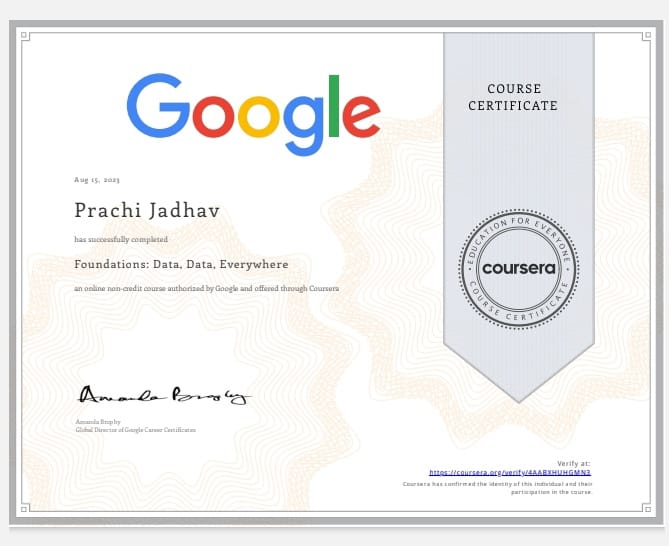 Google
COURSE
CERTIFICATE
Aug 15, 2023
Prachi Jadhav
has successfully completed
Foundations: Data, Data, Everywhere
an online non-credit course authorized by Google and offered through Coursera
EDUCATION FOR EVERYONE
coursera
COURSE CERTIFICATE
Amanda Brophy
Global Director of Google Career Certificates
Verify at:
https://coursera.org/verify/4AABXHUHGMN3
Coursera has confirmed the identity of this individual and their
participation in the course.